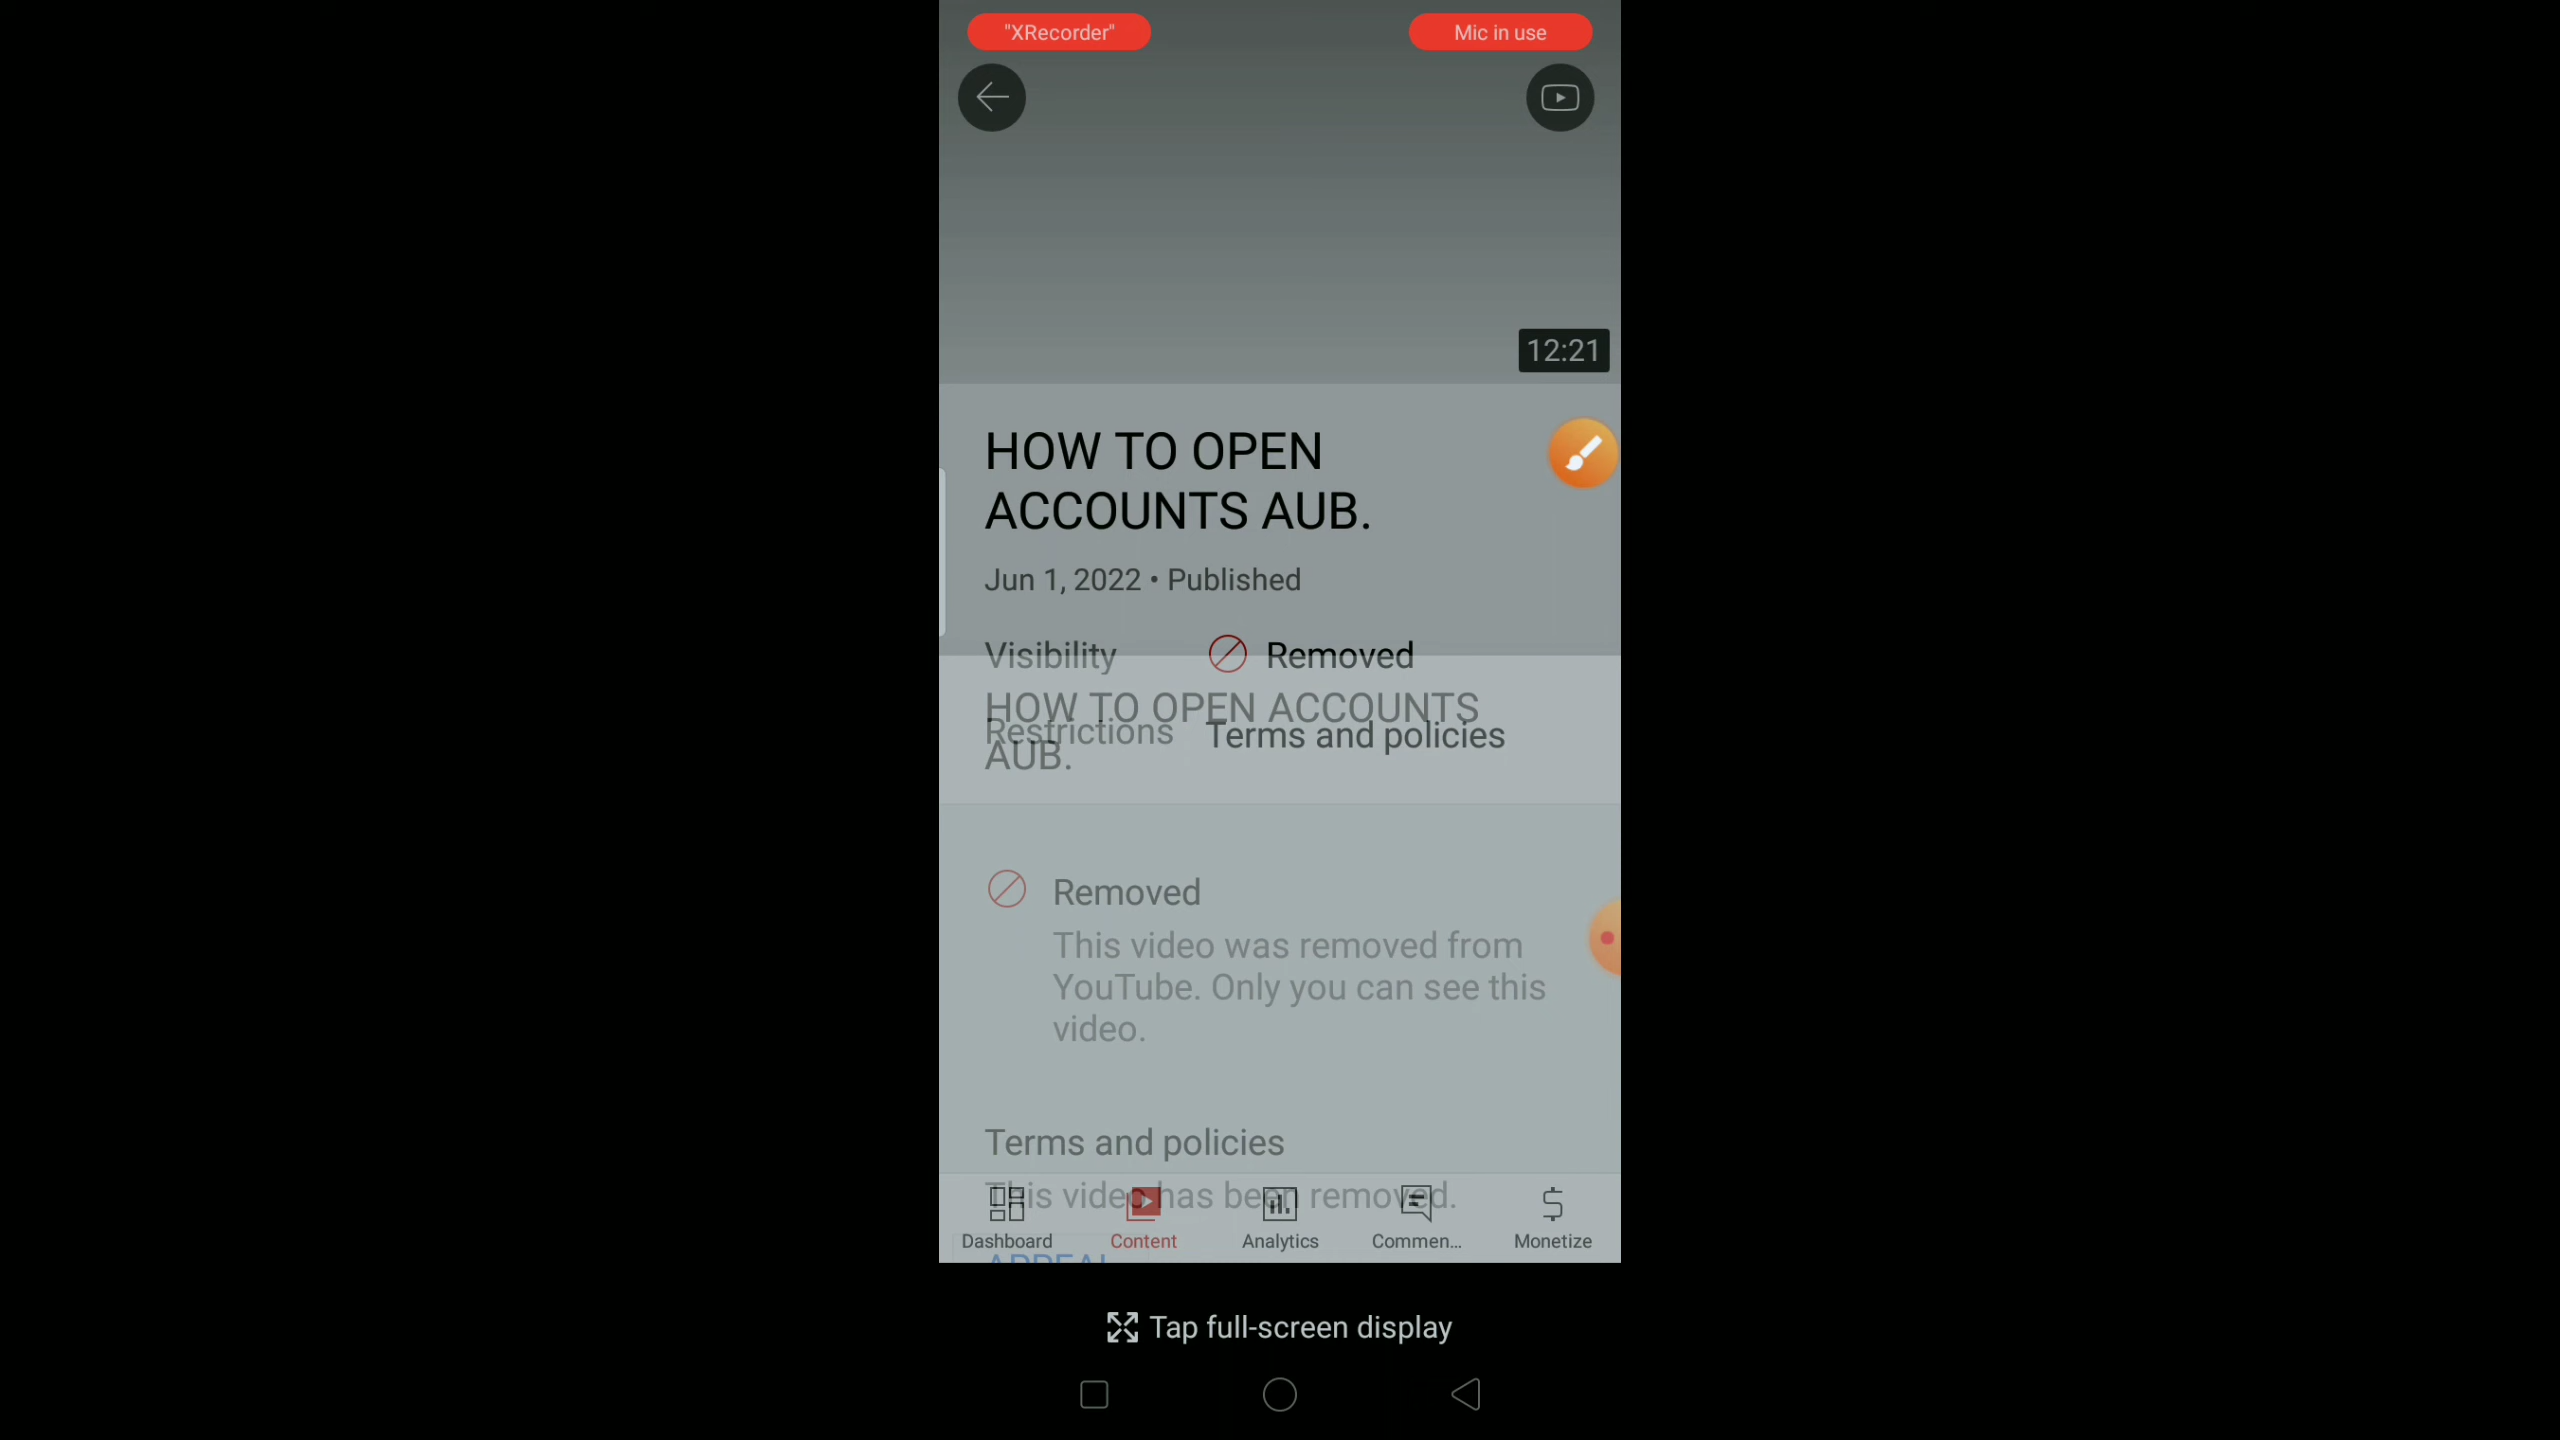 "XRecorder" Mic in use
12:21
HOW TO OPEN
ACCOUNTS AUB.
Jun 1, 2022 • Published
Visibility Removed
HOW TO OPEN ACCOUNTS
AUB.
Restrictions Terms and policies
Removed
This video was removed from
YouTube. Only you can see this
video.
Terms and policies
This video has been removed.
Dashboard Content Analytics Commen... Monetize
APPEAL
Tap full-screen display